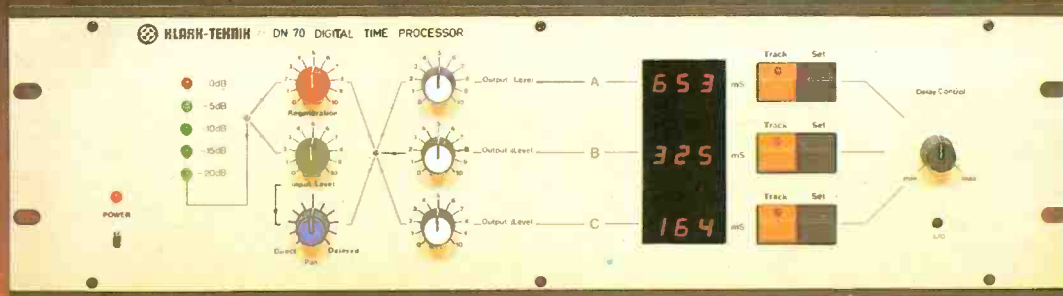 KLARK-TEKNIK DN 70 DIGITAL TIME PROCESSOR
0dB
-5dB
-10dB
-15dB
-20dB
POWER
Regeneration
Input Level
Direct Delayed
Pan
Output Level A
Output Level B
Output Level C
653 mS
325 mS
164 mS
Track Set
Track Set
Track Set
Delay Control
min max